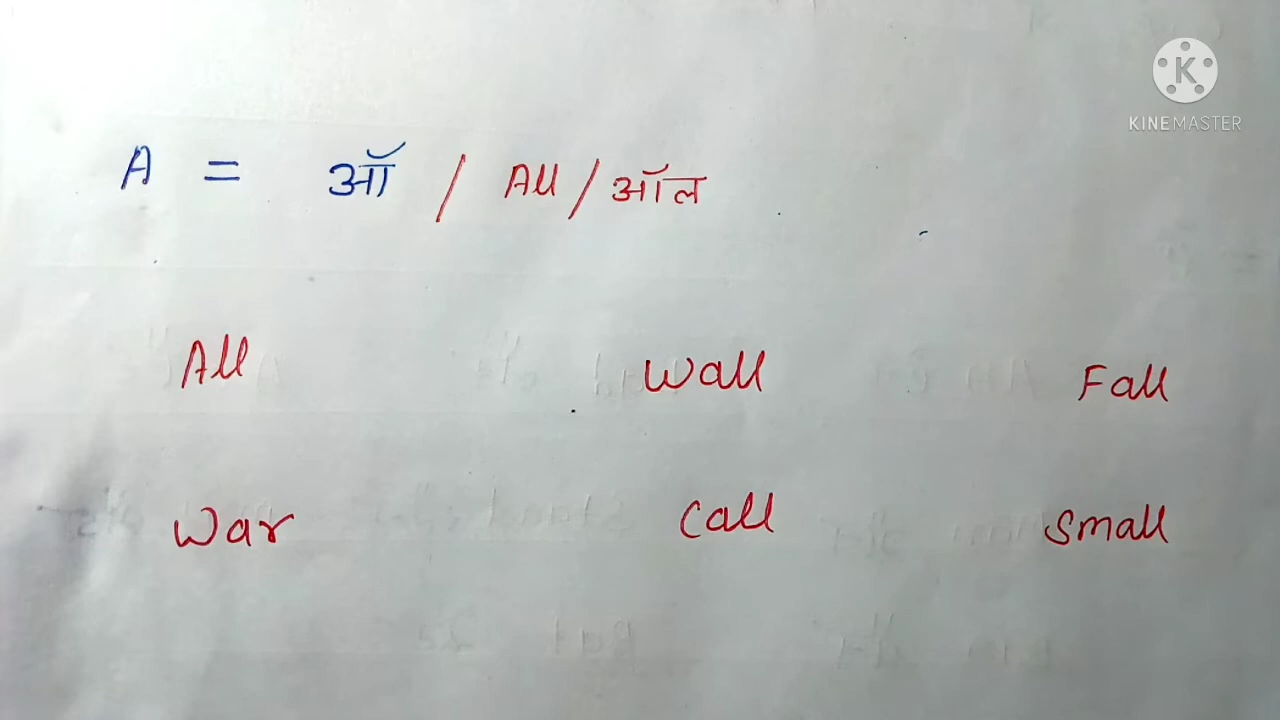 KINEMASTER
A = ऑ / All / ऑल
All Wall Fall
War Call Small